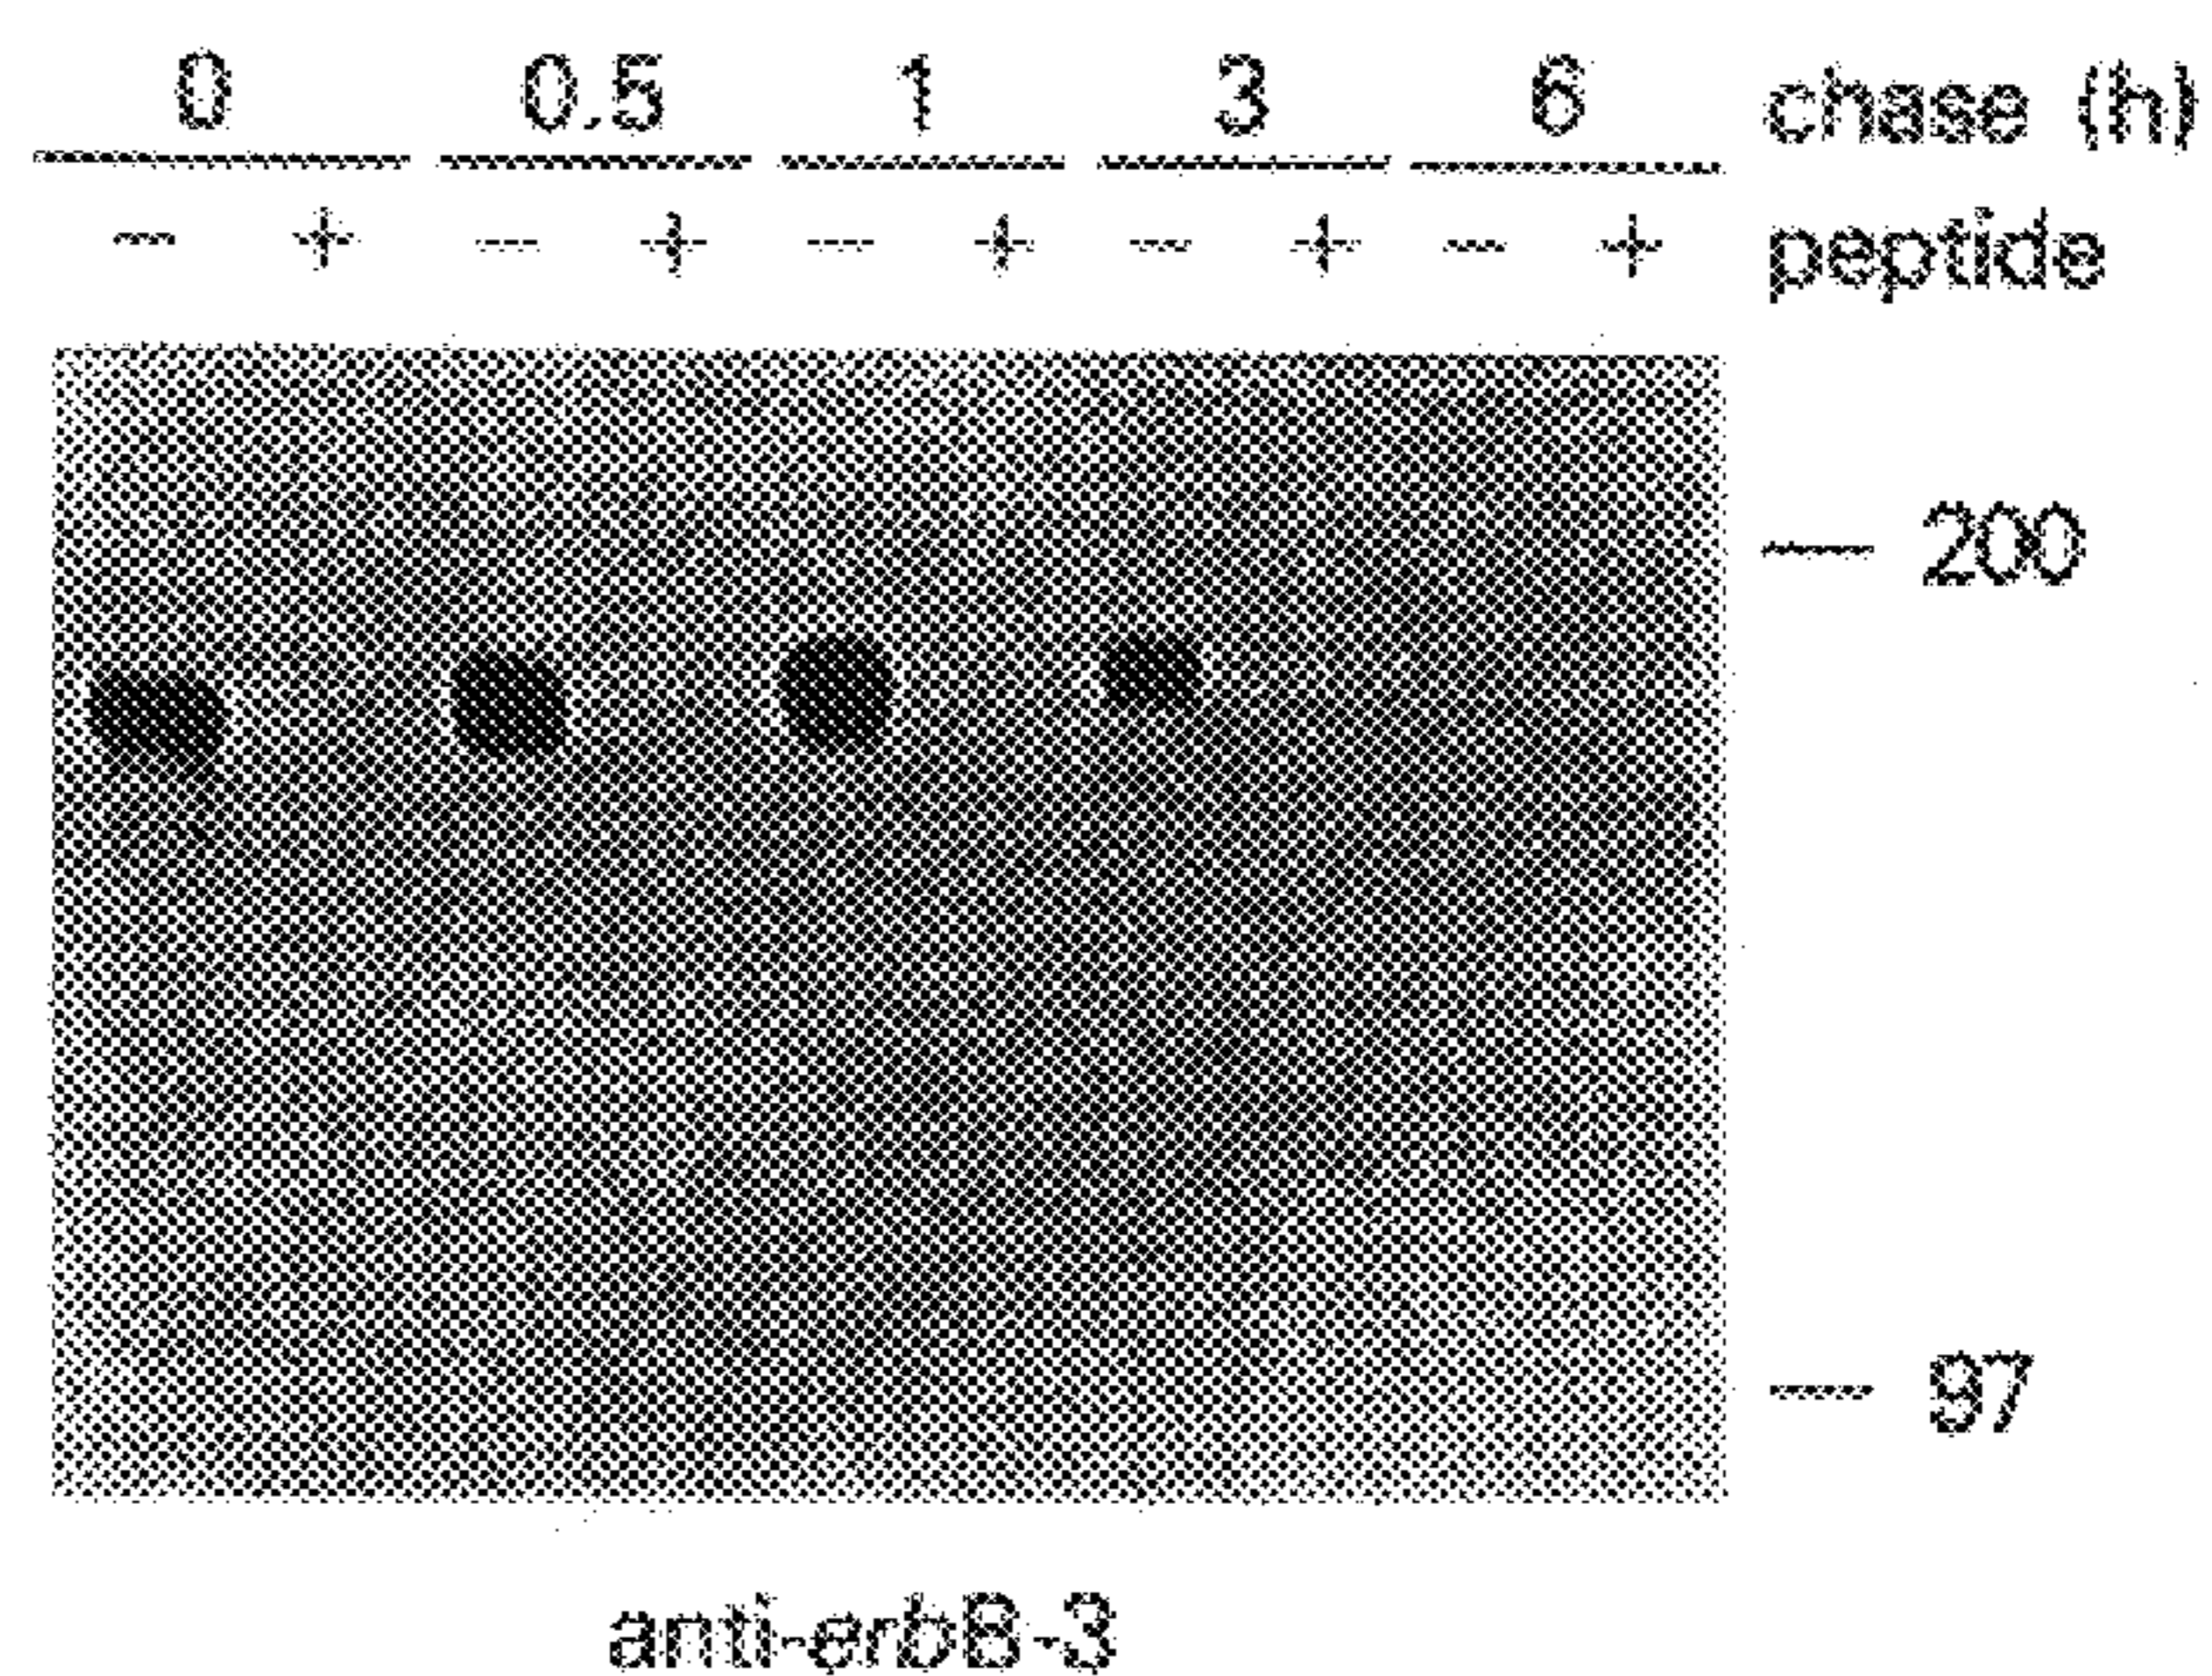 0 0.5 1 3 6 chase (h)
− + − + − + − + − + peptide
— 200
— 97
anti-erbB-3